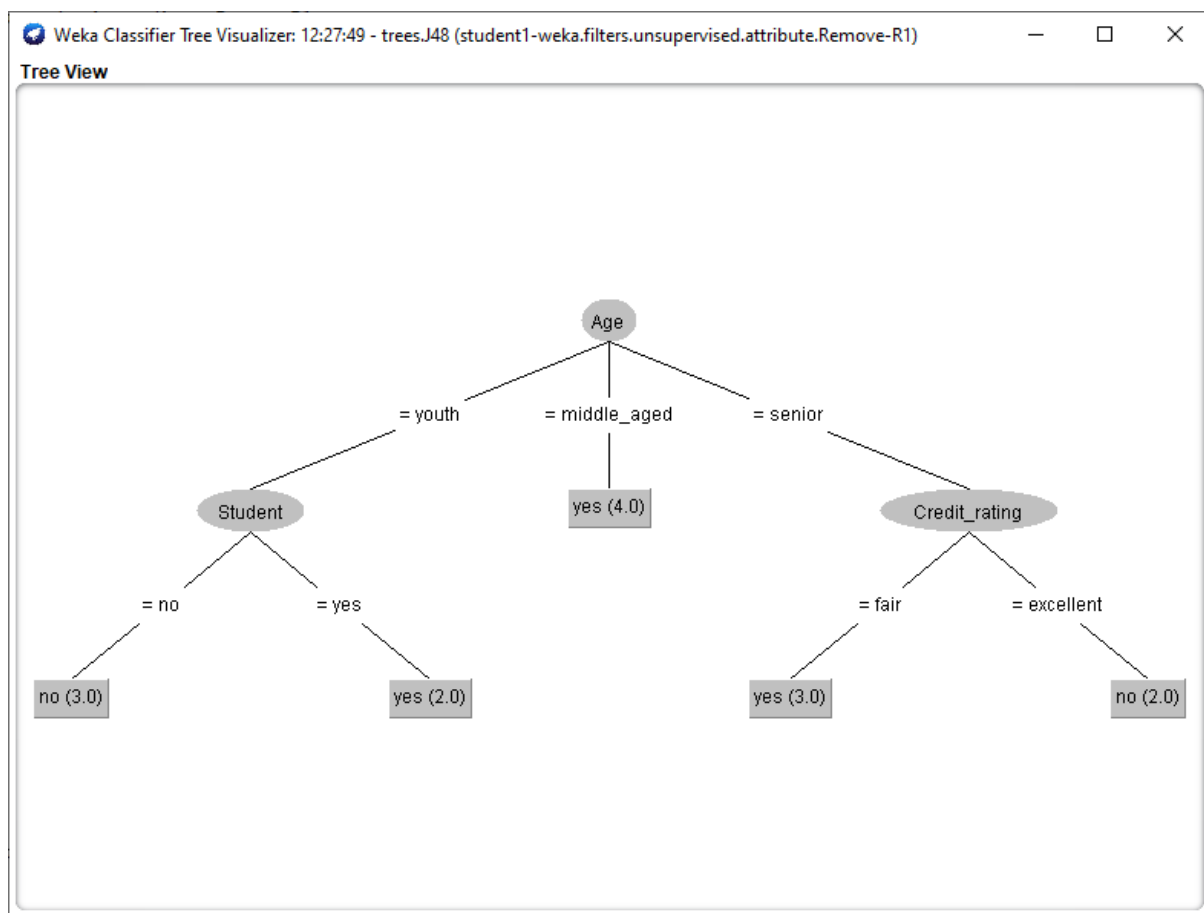 Weka Classifier Tree Visualizer: 12:27:49 - trees.J48 (student1-weka.filters.unsupervised.attribute.Remove-R1)
Tree View
Age
= youth
= middle_aged
= senior
Student
yes (4.0)
Credit_rating
= no
= yes
= fair
= excellent
no (3.0)
yes (2.0)
yes (3.0)
no (2.0)